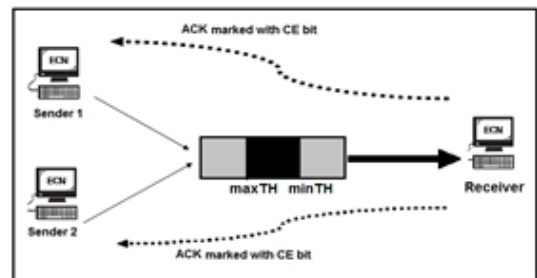 ACK marked with CE bit
ECN
Sender 1
ECN
ECN
maxTH minTH
Receiver
Sender 2
ACK marked with CE bit